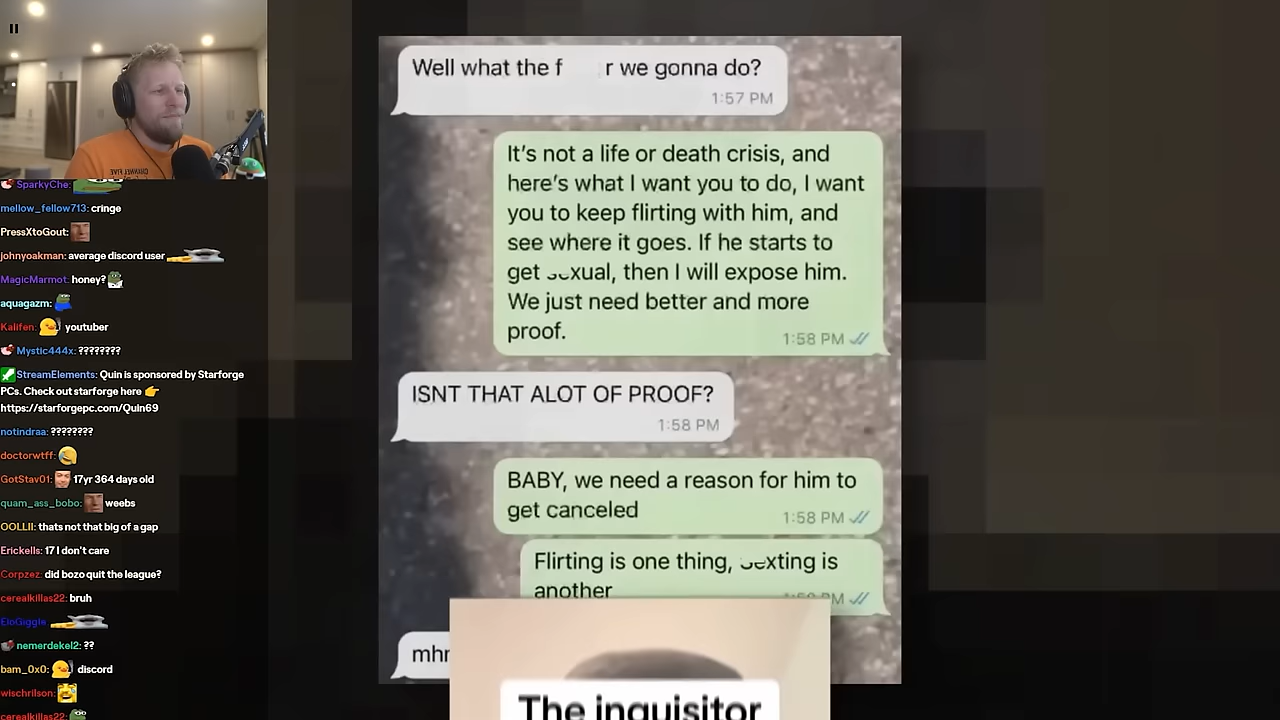 SparkyChe:
mellow_fellow713: cringe
PressXtoGout:
johnyoakman: average discord user
MagicMarmot: honey?
aquagazm:
Kalifen: youtuber
Mystic444x: ????????
StreamElements: Quin is sponsored by Starforge
PCs. Check out starforge here
https://starforgepc.com/Quin69
notindraa: ????????
doctorwtff:
GotStav01: 17yr 364 days old
quam_ass_bobo: weebs
OOLLII: thats not that big of a gap
Erickells: 17 I don't care
Corpzez: did bozo quit the league?
cerealkillas22: bruh
EloGiggle:
nemerdekel2: ??
bam_0x0: discord
wischrilson:
cerealkillas22:
Well what the f r we gonna do?
1:57 PM
It's not a life or death crisis, and
here's what I want you to do, I want
you to keep flirting with him, and
see where it goes. If he starts to
get sexual, then I will expose him.
We just need better and more
proof.
1:58 PM
ISNT THAT ALOT OF PROOF?
1:58 PM
BABY, we need a reason for him to
get canceled
1:58 PM
Flirting is one thing, sexting is
another
1:58 PM
mhr
The inquisitor